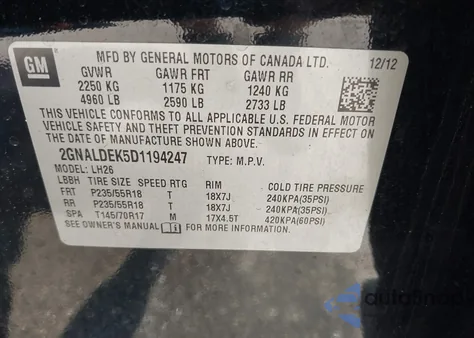 GM
MFD BY GENERAL MOTORS OF CANADA LTD. 12/12
GVWR GAWR FRT GAWR RR
2250 KG 1175 KG 1240 KG
4960 LB 2590 LB 2733 LB
THIS VEHICLE CONFORMS TO ALL APPLICABLE U.S. FEDERAL MOTOR
VEHICLE SAFETY, BUMPER, AND THEFT PREVENTION STANDARDS IN EFFECT ON
THE DATE OF MANUFACTURE SHOWN ABOVE.
2GNALDEK5D1194247 TYPE: M.P.V.
MODEL: LH26
LBBH TIRE SIZE SPEED RTG RIM COLD TIRE PRESSURE
FRT P235/55R18 T 18X7J 240KPA(35PSI)
RR P235/55R18 T 18X7J 240KPA(35PSI)
SPA T145/70R17 M 17X4.5T 420KPA(60PSI)
SEE OWNER'S MANUAL FOR MORE INFORMATION.
AutoSnap